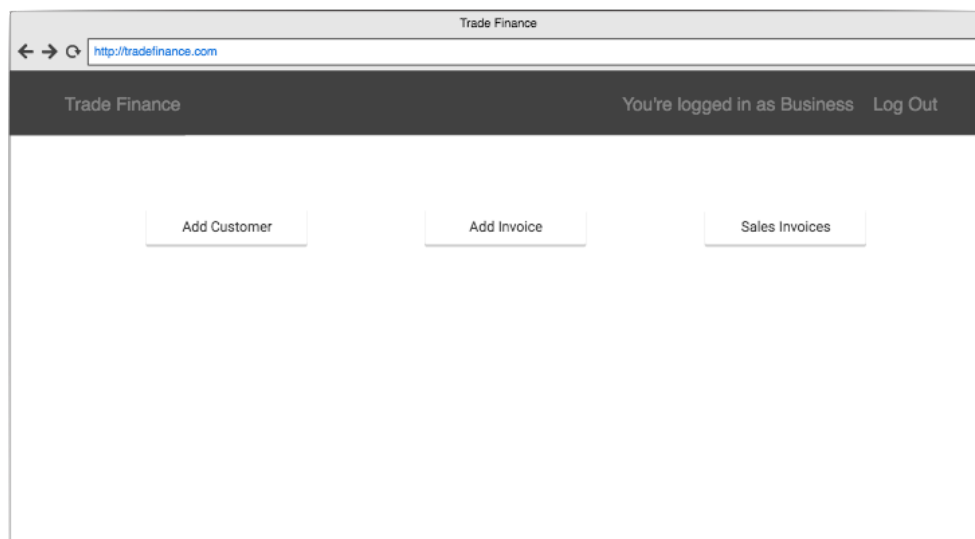 Trade Finance
http://tradefinance.com
Trade Finance You're logged in as Business Log Out
Add Customer Add Invoice Sales Invoices